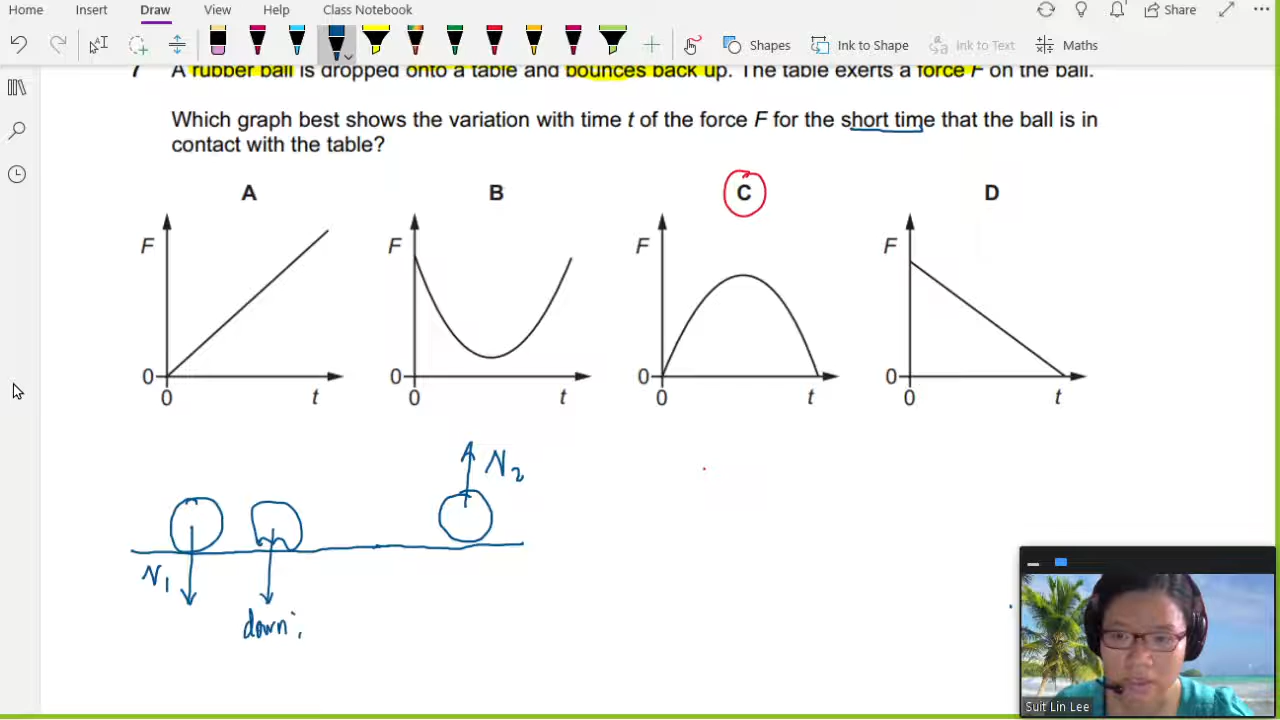 Home Insert Draw View Help Class Notebook Share
Shapes Ink to Shape Ink to Text Maths
7 A rubber ball is dropped onto a table and bounces back up. The table exerts a force F on the ball.
Which graph best shows the variation with time t of the force F for the short time that the ball is in
contact with the table?
A B C D
F F F F
0 0 0 0
0 t 0 t 0 t 0 t
N2
N1
down,
Suit Lin Lee